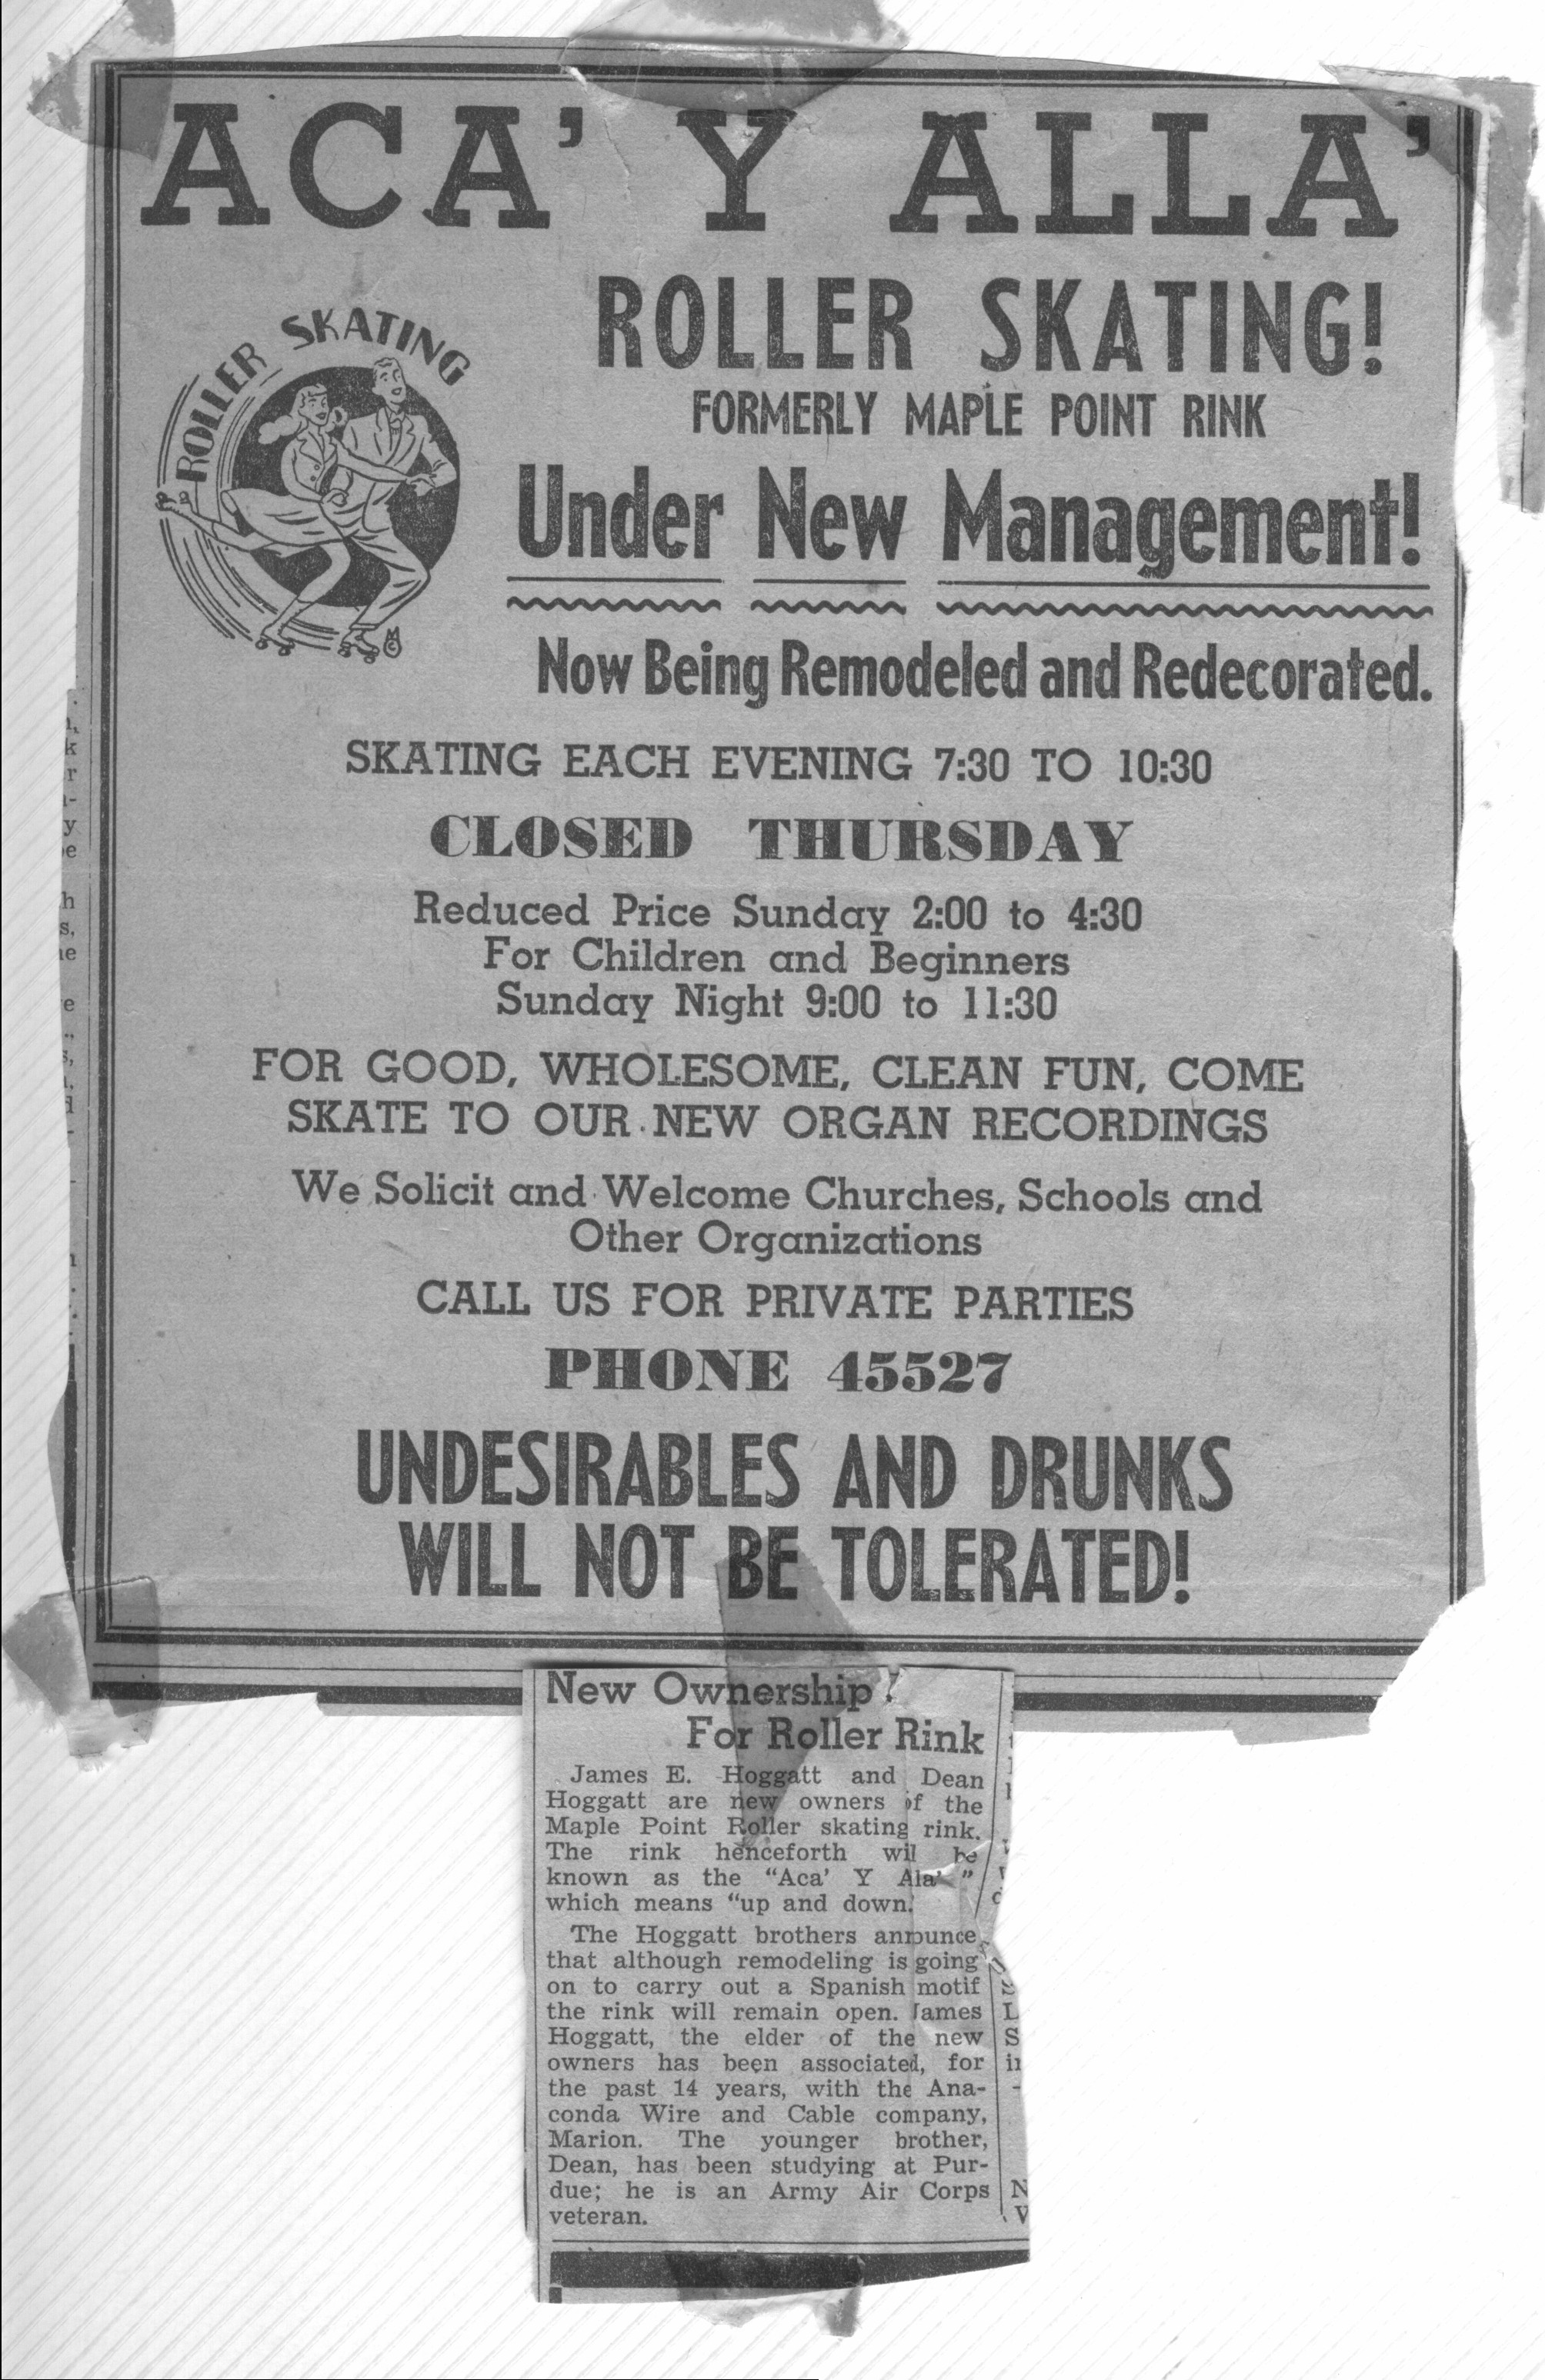 ACA' Y ALLA'
ROLLER SKATING
ROLLER SKATING!
FORMERLY MAPLE POINT RINK
Under New Management!
Now Being Remodeled and Redecorated.
SKATING EACH EVENING 7:30 TO 10:30
CLOSED THURSDAY
Reduced Price Sunday 2:00 to 4:30
For Children and Beginners
Sunday Night 9:00 to 11:30
FOR GOOD, WHOLESOME, CLEAN FUN, COME
SKATE TO OUR NEW ORGAN RECORDINGS
We Solicit and Welcome Churches, Schools and
Other Organizations
CALL US FOR PRIVATE PARTIES
PHONE 45527
UNDESIRABLES AND DRUNKS
WILL NOT BE TOLERATED!
New Ownership
For Roller Rink
James E. Hoggatt and Dean
Hoggatt are new owners of the
Maple Point Roller skating rink.
The rink henceforth wil be
known as the "Aca' Y Ala' "
which means "up and down.
The Hoggatt brothers announce
that although remodeling is going
on to carry out a Spanish motif
the rink will remain open. James
Hoggatt, the elder of the new
owners has been associated, for
the past 14 years, with the Ana-
conda Wire and Cable company,
Marion. The younger brother,
Dean, has been studying at Pur-
due; he is an Army Air Corps
veteran.